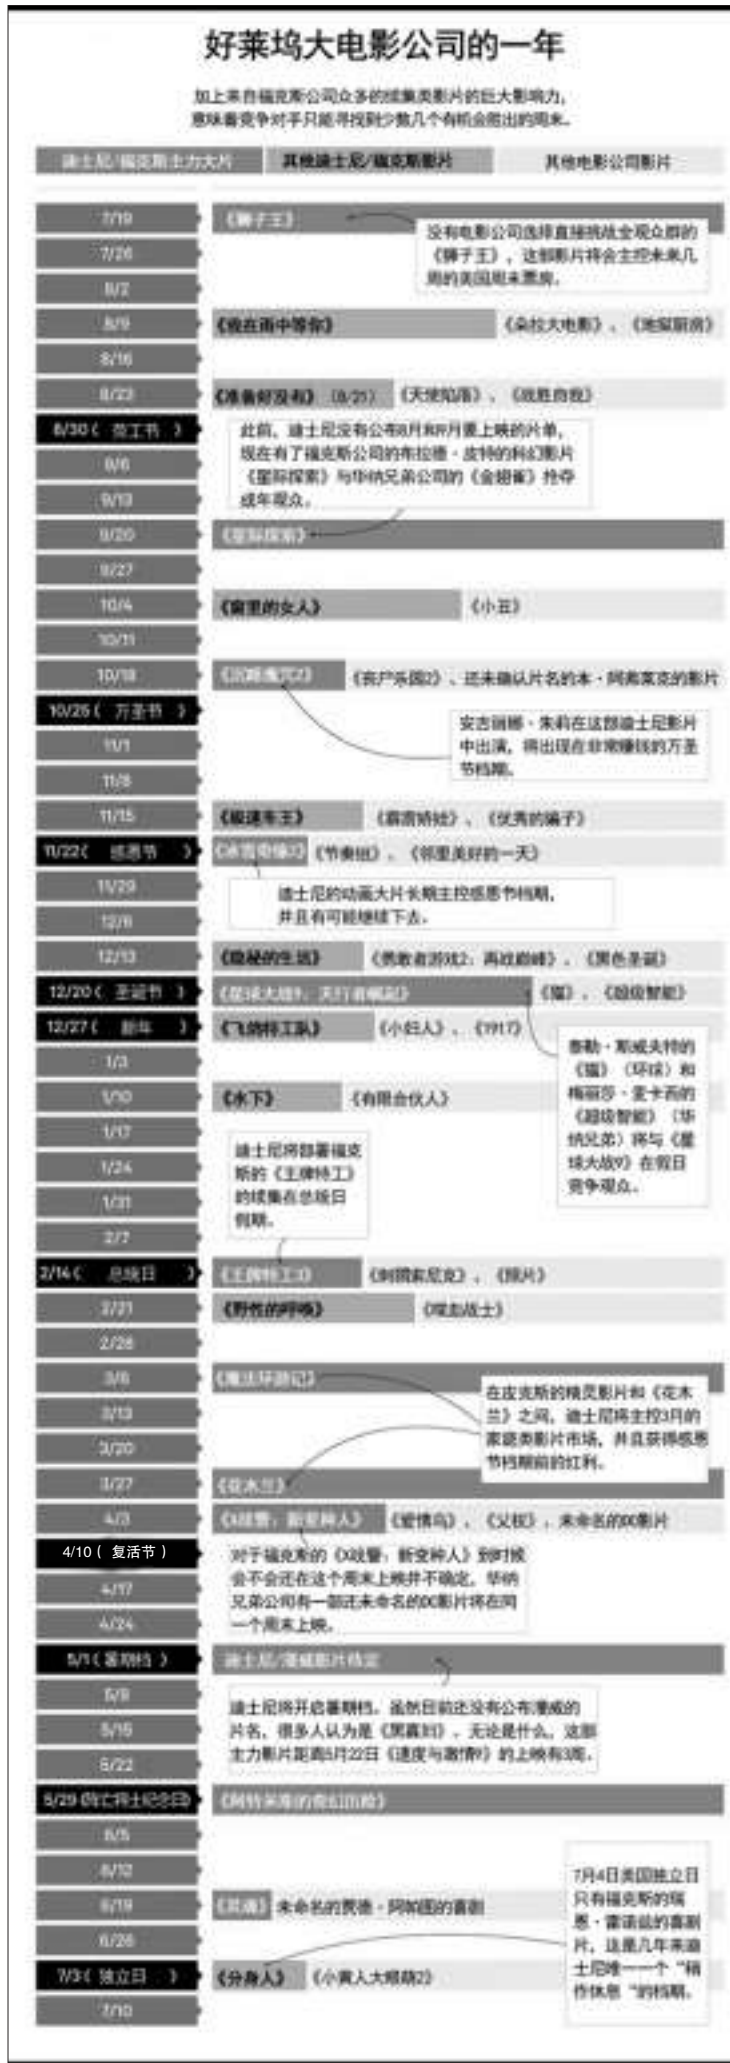 好莱坞大电影公司的一年
加上来自福克斯公司众多的续集类影片的巨大影响力，
意味着竞争对手只能寻找到少数几个有机会胜出的周末。
迪士尼/福克斯主力大片 其他迪士尼/福克斯影片 其他电影公司影片
7/19 《狮子王》
没有电影公司选择直接挑战全观众群的
《狮子王》，这部影片将会主控未来几
周的美国周末票房。
7/26
8/2
8/9 《我在雨中等你》 《朵拉大电影》、《地狱厨房》
8/16
8/23 《准备好没有》（8/21） 《天使陷落》、《战胜自我》
8/30（ 劳工节 ）
此前，迪士尼没有公布8月和9月要上映的片单，
现在有了福克斯公司的布拉德·皮特的科幻影片
《星际探索》与华纳兄弟公司的《金翅雀》抢夺
成年观众。
9/6
9/13
9/20 《星际探索》
9/27
10/4 《窗里的女人》 《小丑》
10/11
10/18 《沉睡魔咒2》 《丧尸乐园2》、还未确认片名的本·阿弗莱克的影片
10/25（ 万圣节 ）
安吉丽娜·朱莉在这部迪士尼影片
中出演，将出现在非常赚钱的万圣
节档期。
11/1
11/8
11/15 《极速车王》 《霹雳娇娃》、《优秀的骗子》
11/22（ 感恩节 ） 《冰雪奇缘2》 《节奏组》、《邻里美好的一天》
11/29
迪士尼的动画大片长期主控感恩节档期，
并且有可能继续下去。
12/6
12/13 《隐秘的生活》 《勇敢者游戏2：再战巅峰》、《黑色圣诞》
12/20（ 圣诞节 ） 《星球大战9：天行者崛起》 《猫》、《超级智能》
12/27（ 新年 ） 《飞鸽特工队》 《小妇人》、《1917》
泰勒·斯威夫特的
《猫》（环球）和
梅丽莎·麦卡西的
《超级智能》（华
纳兄弟）将与《星
球大战9》在假日
竞争观众。
1/3
1/10 《水下》 《有限合伙人》
1/17
迪士尼将部署福克
斯的《王牌特工》
的续集在总统日
假期。
1/24
1/31
2/7
2/14（ 总统日 ） 《王牌特工3》 《刺猬索尼克》、《照片》
2/21 《野性的呼唤》 《喋血战士》
2/28
3/6 《魔法环游记》
在皮克斯的精灵影片和《花木
兰》之间，迪士尼将主控3月的
家庭类影片市场，并且获得感恩
节档期前的红利。
3/13
3/20
3/27 《花木兰》
4/3 《X战警：新变种人》 《爱情鸟》、《父权》、未命名的DC影片
4/10（ 复活节 ）
对于福克斯的《X战警：新变种人》到时候
会不会还在这个周末上映并不确定，华纳
兄弟公司有一部还未命名的DC影片将在同
一个周末上映。
4/17
4/24
5/1（ 暑期档 ） 迪士尼/漫威影片待定
5/8
迪士尼将开启暑期档。虽然目前还没有公布漫威的
片名，很多人认为是《黑寡妇》，无论是什么，这部
主力影片距离5月22日《速度与激情9》的上映有3周。
5/15
5/22
5/29（阵亡将士纪念日） 《阿特米斯的奇幻历险》
6/5
6/12
6/19 《灵魂》 未命名的贾德·阿帕图的喜剧
6/26
7月4日美国独立日
只有福克斯的瑞
恩·雷诺兹的喜剧
片，这是几年来迪
士尼唯一一个“稍
作休息”的档期。
7/3（ 独立日 ） 《分身人》 《小黄人大眼萌2》
7/10